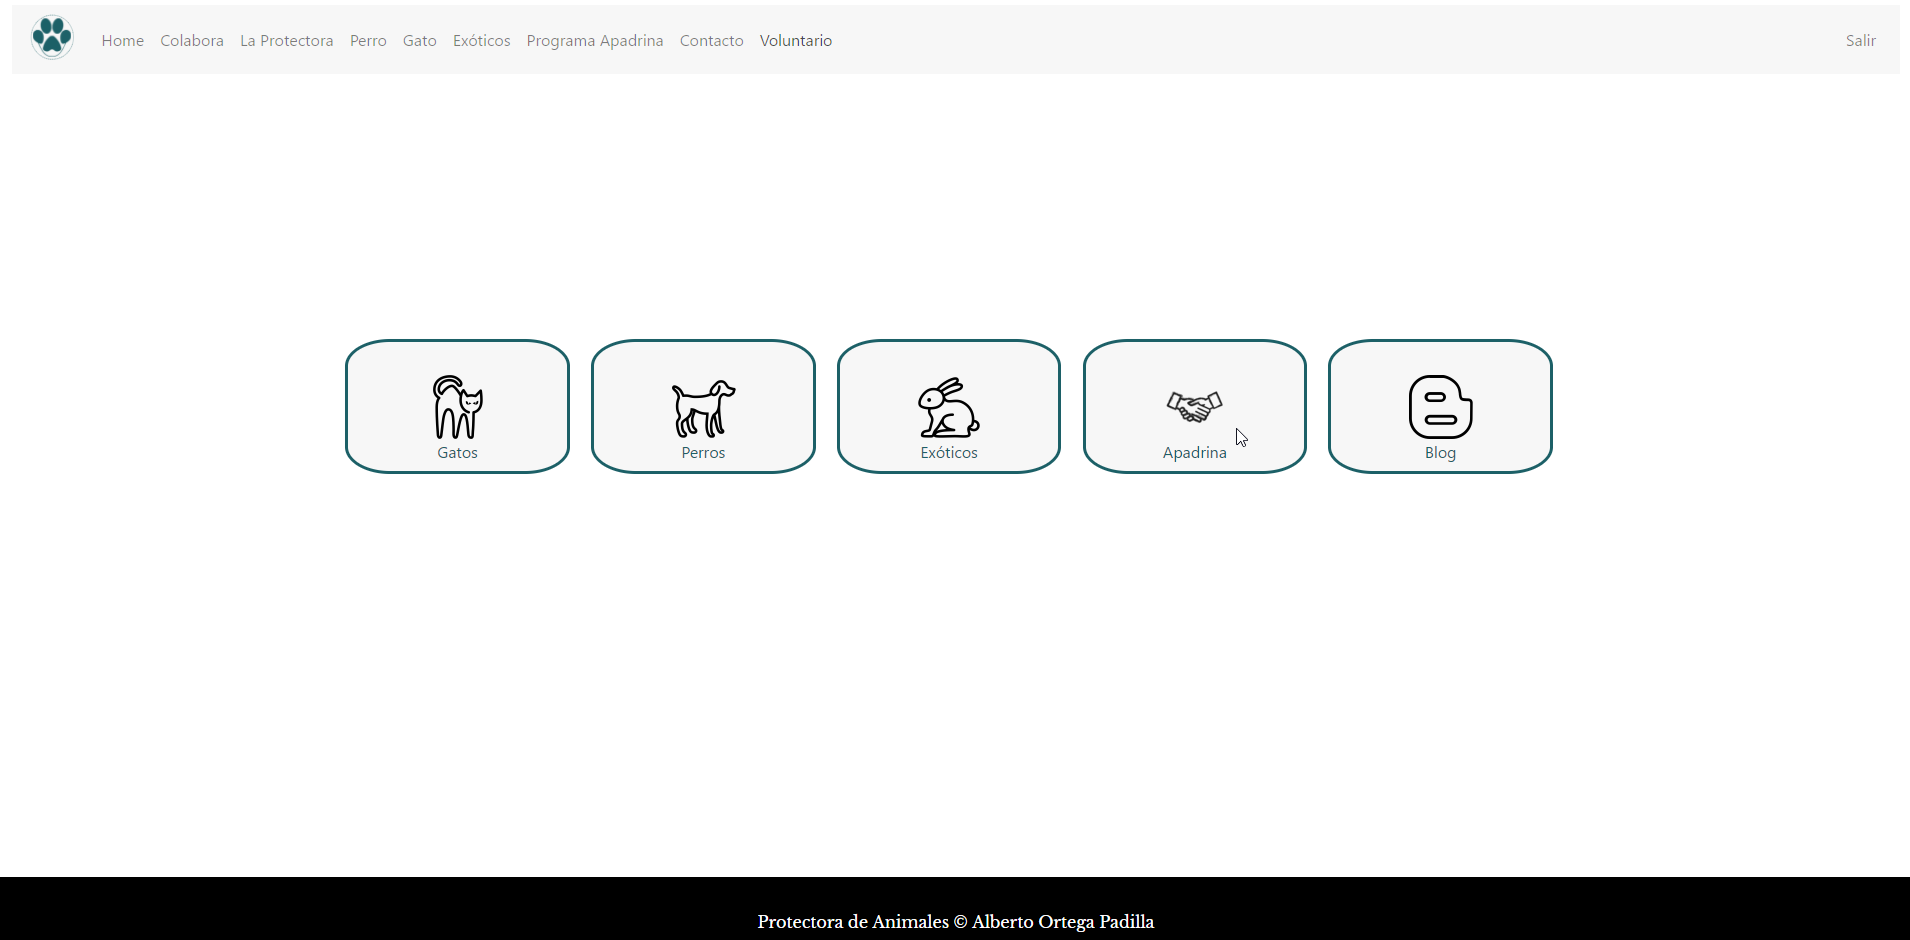 Home Colabora La Protectora Perro Gato Exóticos Programa Apadrina Contacto Voluntario Salir
Gatos Perros Exóticos Apadrina Blog
Protectora de Animales © Alberto Ortega Padilla